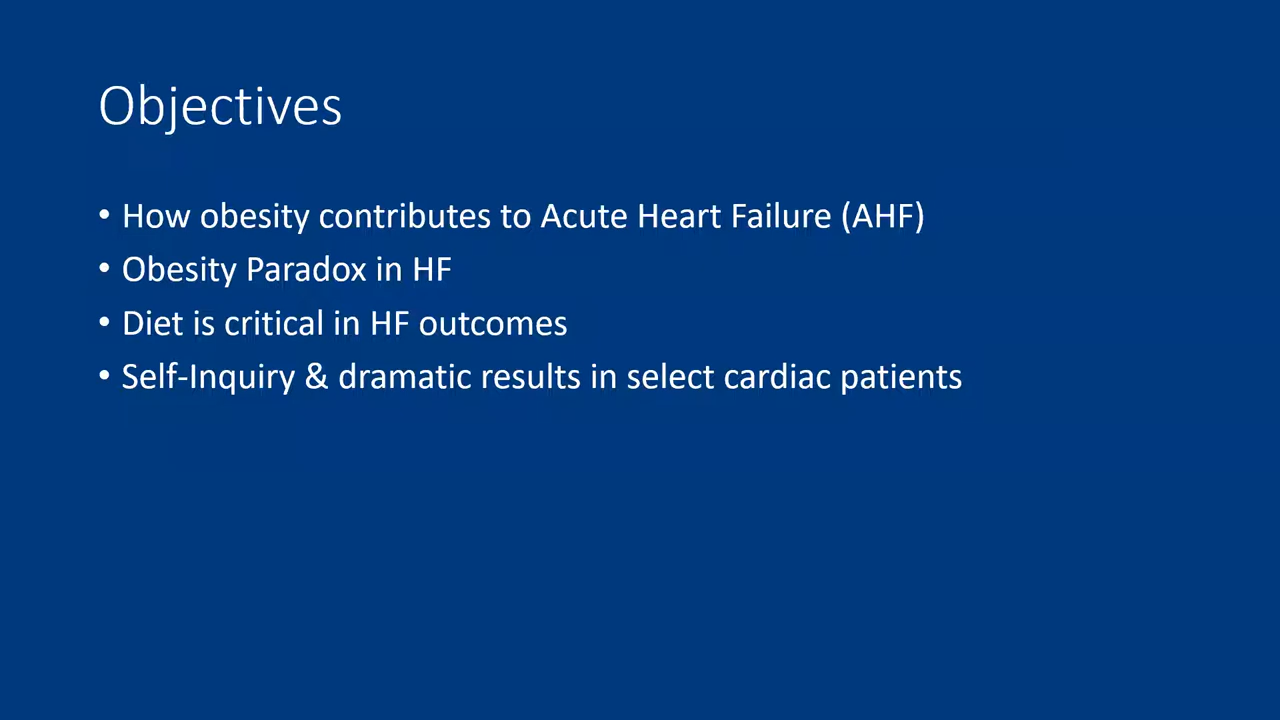 Objectives
• How obesity contributes to Acute Heart Failure (AHF)
• Obesity Paradox in HF
• Diet is critical in HF outcomes
• Self-Inquiry & dramatic results in select cardiac patients